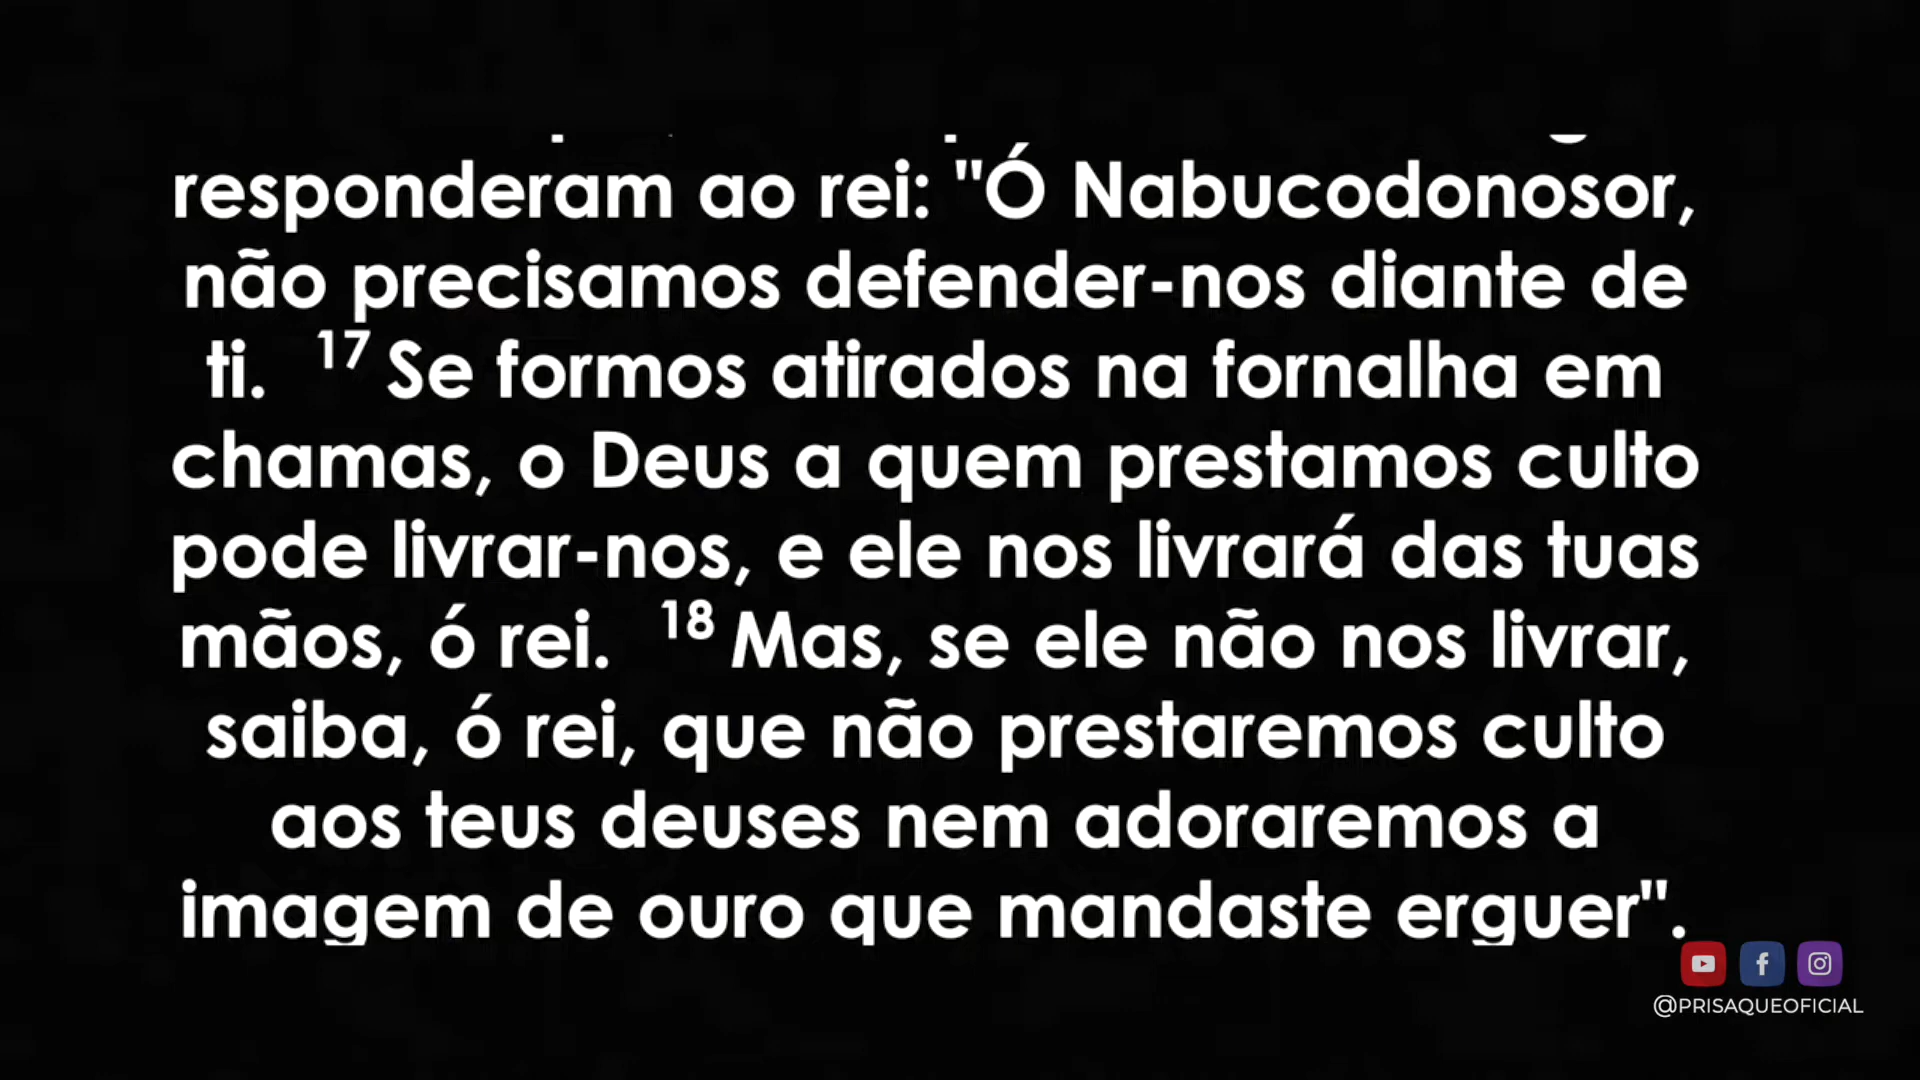 responderam ao rei: "Ó Nabucodonosor,
não precisamos defender-nos diante de
ti. 17 Se formos atirados na fornalha em
chamas, o Deus a quem prestamos culto
pode livrar-nos, e ele nos livrará das tuas
mãos, ó rei. 18 Mas, se ele não nos livrar,
saiba, ó rei, que não prestaremos culto
aos teus deuses nem adoraremos a
imagem de ouro que mandaste erguer".
@PRISAQUEOFICIAL